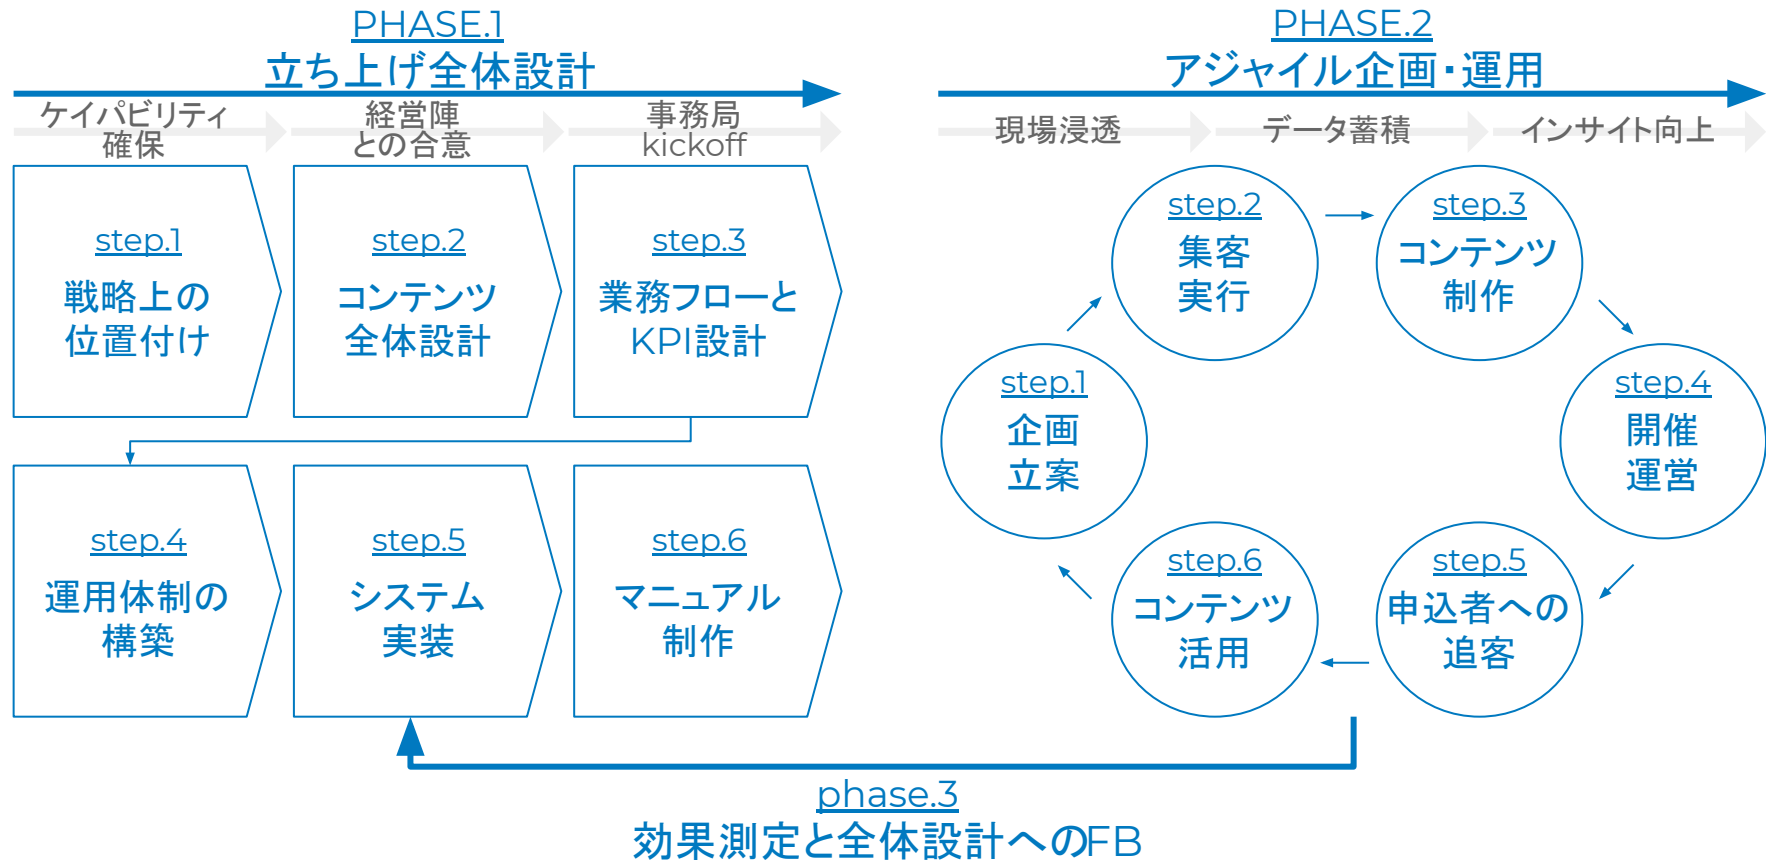 PHASE.1
立ち上げ全体設計
ケイパビリティ
確保
経営陣
との合意
事務局
kickoff
step.1
戦略上の
位置付け
step.2
コンテンツ
全体設計
step.3
業務フローと
KPI設計
step.4
運用体制の
構築
step.5
システム
実装
step.6
マニュアル
制作
PHASE.2
アジャイル企画・運用
現場浸透
データ蓄積
インサイト向上
step.1
企画
立案
step.2
集客
実行
step.3
コンテンツ
制作
step.4
開催
運営
step.5
申込者への
追客
step.6
コンテンツ
活用
phase.3
効果測定と全体設計へのFB